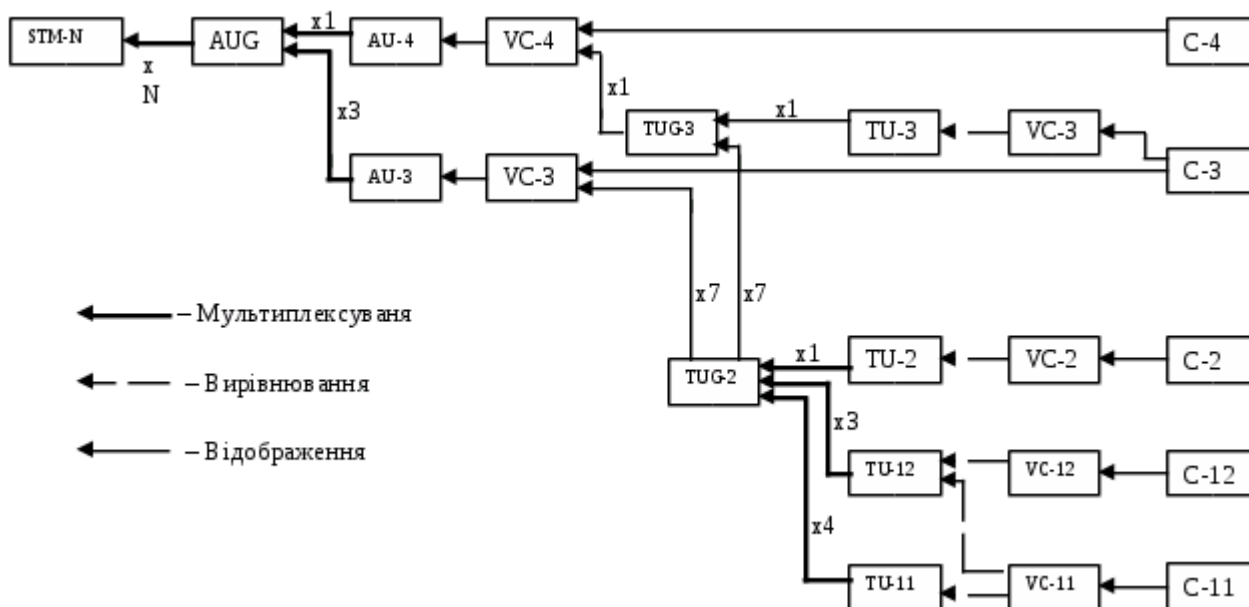 STM-N
AUG
x1
AU-4
VC-4
C-4
x
N
x3
x1
TUG-3
x1
TU-3
VC-3
AU-3
VC-3
C-3
x7
x7
– Мультиплексуваня
– Вирівнювання
– Відображення
TUG-2
x1
TU-2
VC-2
C-2
x3
TU-12
VC-12
C-12
x4
TU-11
VC-11
C-11